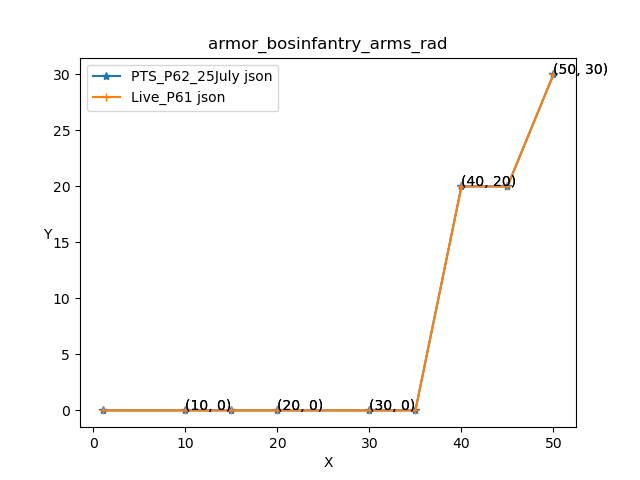 armor_bosinfantry_arms_rad
PTS_P62_25July json
Live_P61 json
30
25
20
15
10
5
0
Y
(50, 30)
(40, 20)
(10, 0)
(20, 0)
(30, 0)
0 10 20 30 40 50
X